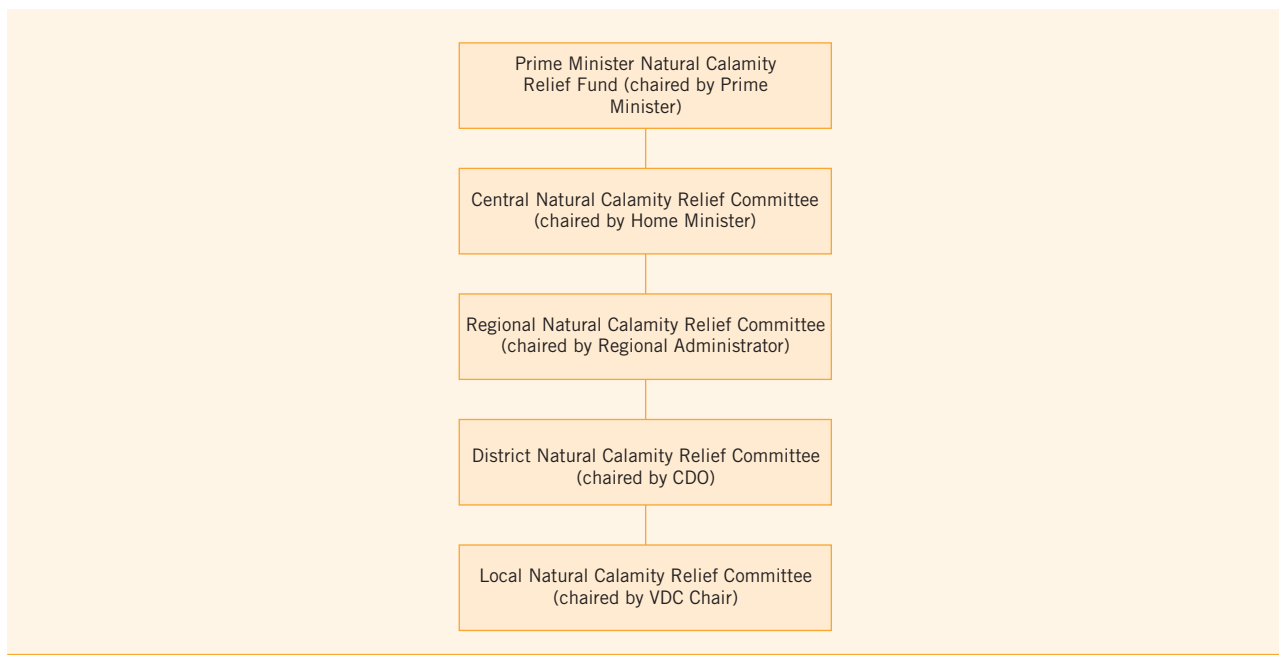 Prime Minister Natural Calamity
Relief Fund (chaired by Prime
Minister)
Central Natural Calamity Relief Committee
(chaired by Home Minister)
Regional Natural Calamity Relief Committee
(chaired by Regional Administrator)
District Natural Calamity Relief Committee
(chaired by CDO)
Local Natural Calamity Relief Committee
(chaired by VDC Chair)